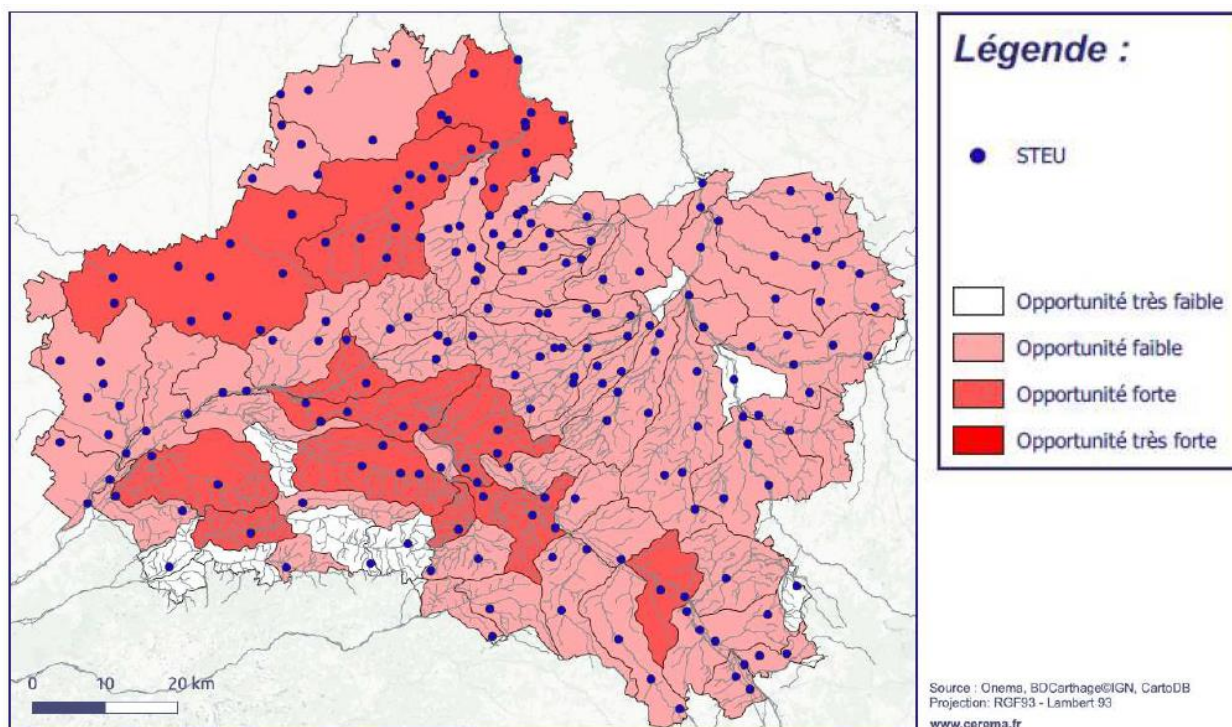 Légende :
STEU
Opportunité très faible
Opportunité faible
Opportunité forte
Opportunité très forte
0 10 20 km
Source : Onema, BDCarthage©IGN, CartoDB
Projection: RGF93 - Lambert 93
www.cerema.fr